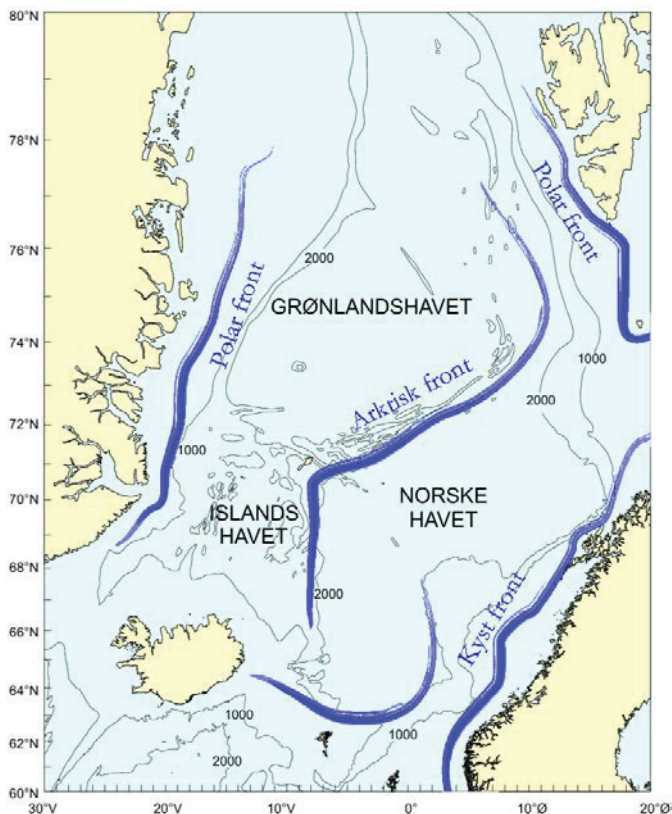 80°N
78°N
76°N
74°N
72°N
70°N
68°N
66°N
64°N
62°N
60°N
30°V
20°V
10°V
0°
10°Ø
20°Ø
Polar front
Polar front
2000
GRØNLANDSHAVET
1000
2000
Arktisk front
1000
ISLANDS
HAVET
NORSKE
HAVET
2000
Kyst front
1000
1000
2000